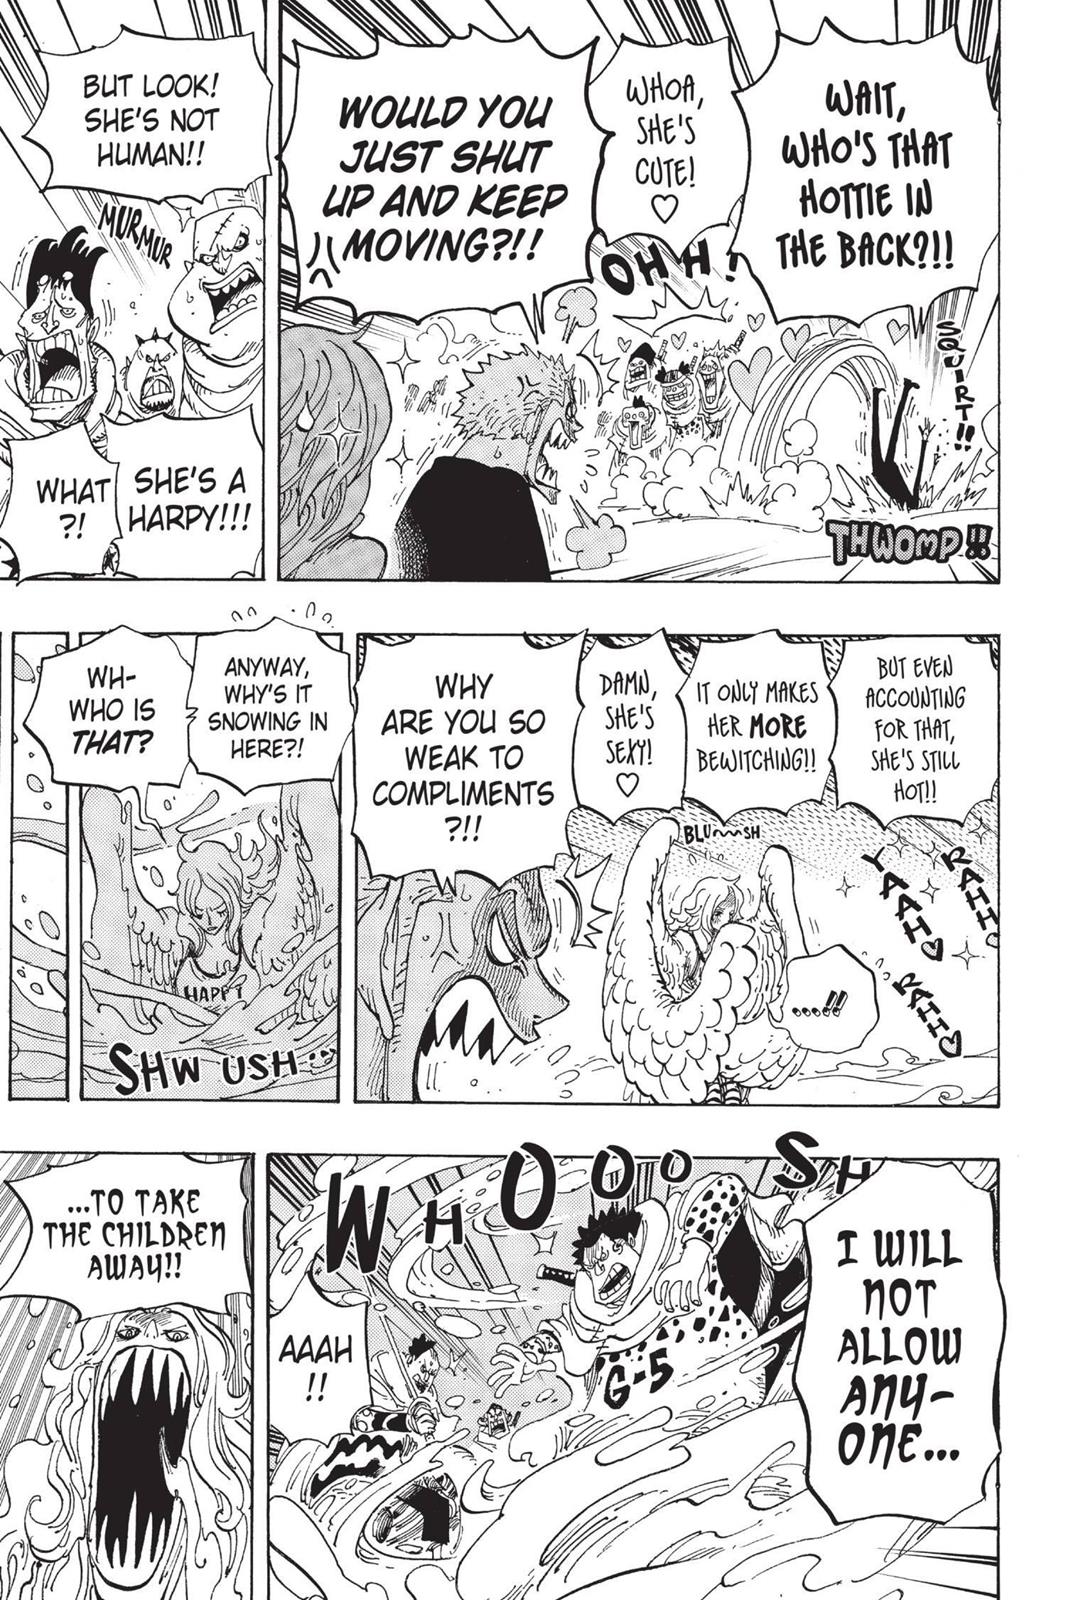 WAIT,
WHO'S THAT
HOTTIE IN
THE BACK?!!
WHOA,
SHE'S
CUTE!
♡
OHH!
SQUIRT!!
THWOMP!!
WOULD YOU
JUST SHUT
UP AND KEEP
MOVING?!!
BUT LOOK!
SHE'S NOT
HUMAN!!
MURMUR
SHE'S A
HARPY!!!
WHAT
?!
BUT EVEN
ACCOUNTING
FOR THAT,
SHE'S STILL
HOT!!
IT ONLY MAKES
HER MORE
BEWITCHING!!
DAMN,
SHE'S
SEXY!
♡
WHY
ARE YOU SO
WEAK TO
COMPLIMENTS
?!!
BLU~~SH
RAHH♡
YAAH♡
RAHH♡
.....!!
ANYWAY,
WHY'S IT
SNOWING IN
HERE?!
WH-
WHO IS
THAT?
HAPPY
SHWUSH...
WHOOOSH
I WILL
NOT
ALLOW
ANY-
ONE...
G-5
AAAH
!!
...TO TAKE
THE CHILDREN
AWAY!!